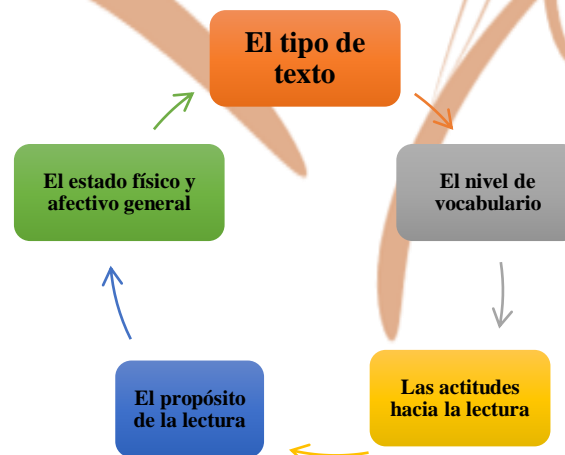 El tipo de
texto
El nivel de
vocabulario
Las actitudes
hacia la lectura
El propósito
de la lectura
El estado físico y
afectivo general